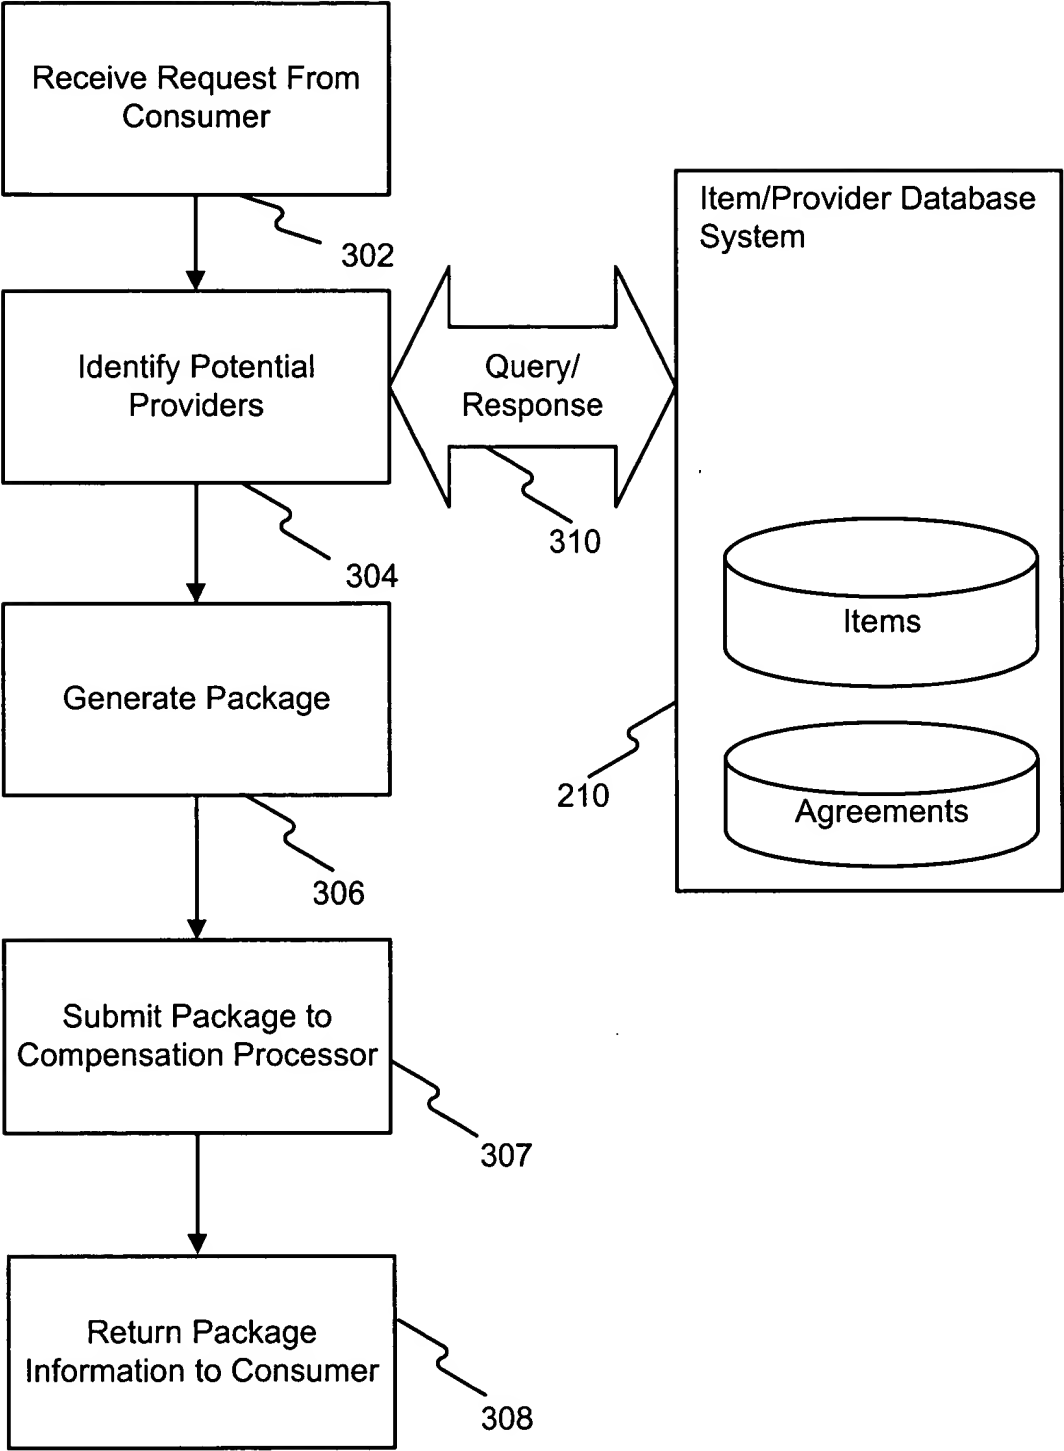 Receive Request From
Consumer
302
Item/Provider Database
System
Identify Potential
Providers
Query/
Response
310
304
Items
Generate Package
210
Agreements
306
Submit Package to
Compensation Processor
307
Return Package
Information to Consumer
308